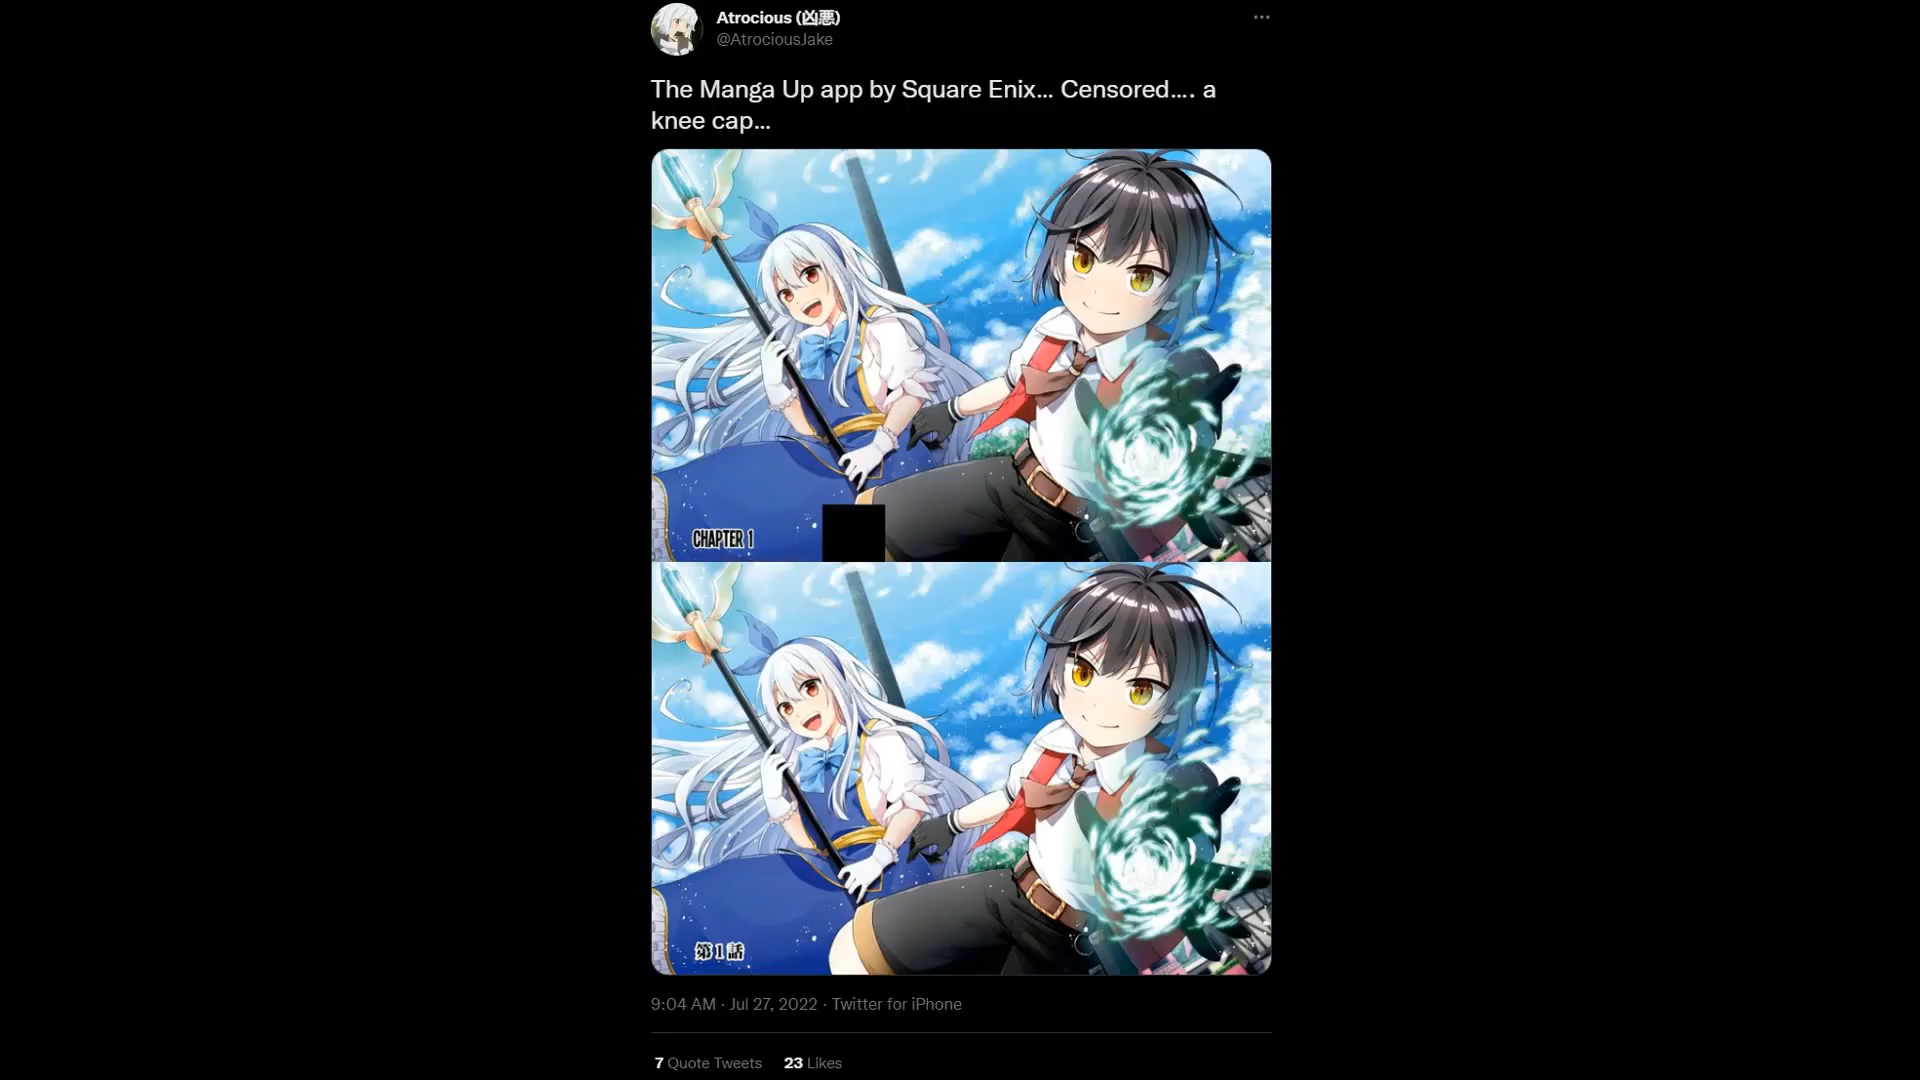 Atrocious (凶悪)
@AtrociousJake
The Manga Up app by Square Enix... Censored.... a
knee cap...
CHAPTER 1
第1話
9:04 AM · Jul 27, 2022 · Twitter for iPhone
7 Quote Tweets 23 Likes